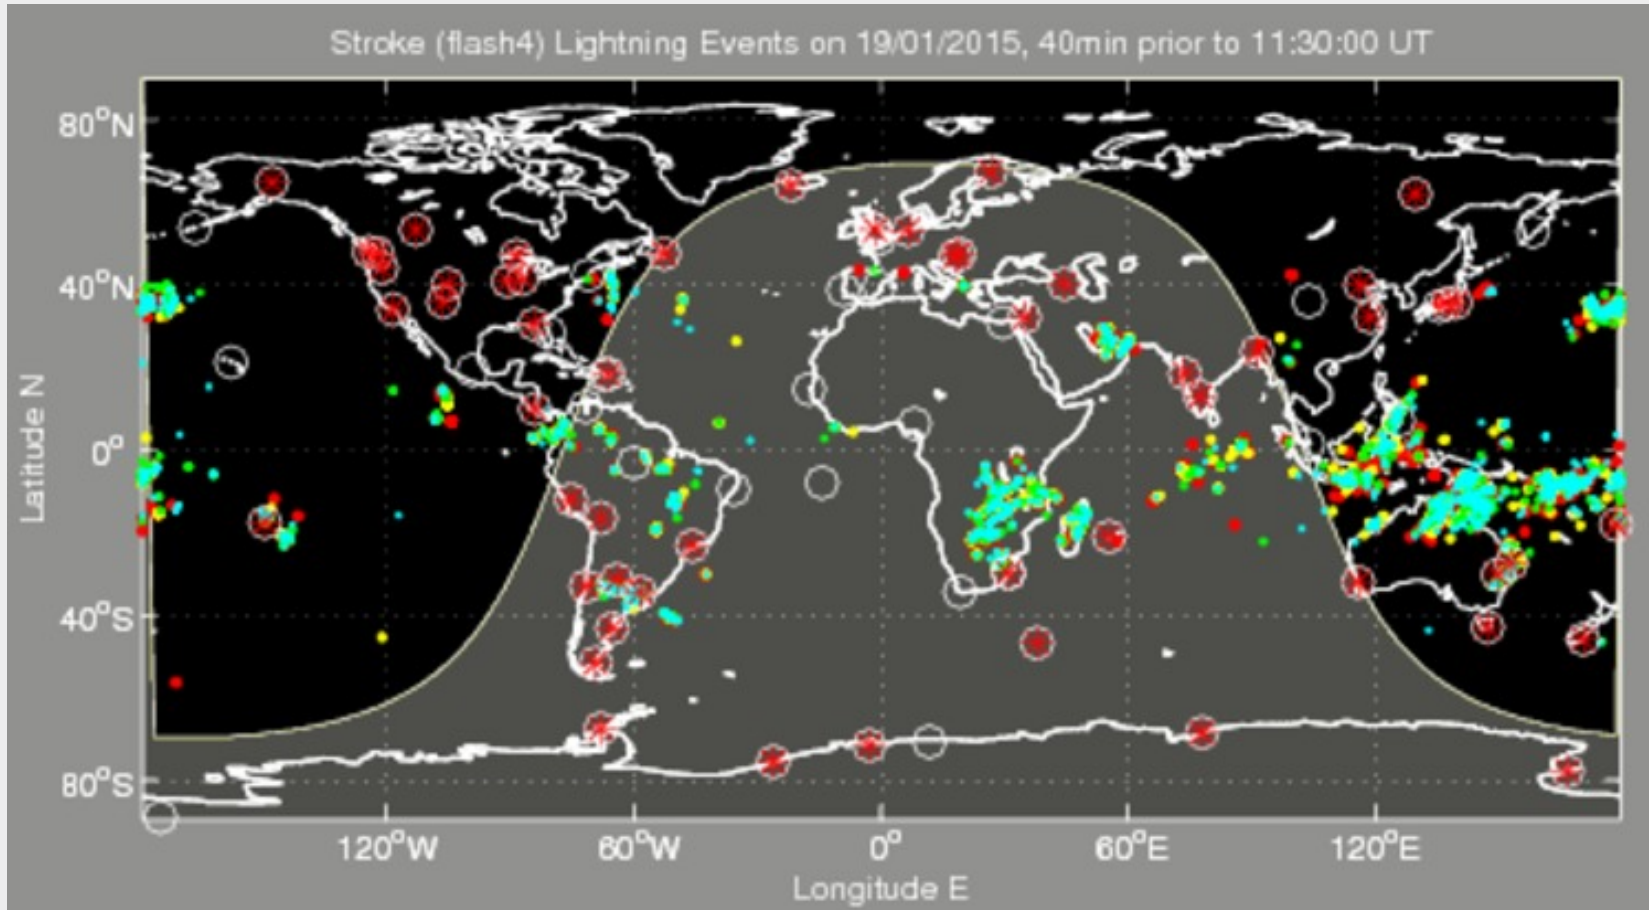 Stroke (flash4) Lightning Events on 19/01/2015, 40min prior to 11:30:00 UT
80°N
40°N
0°
40°S
80°S
Latitude N
120°W 60°W 0° 60°E 120°E
Longitude E